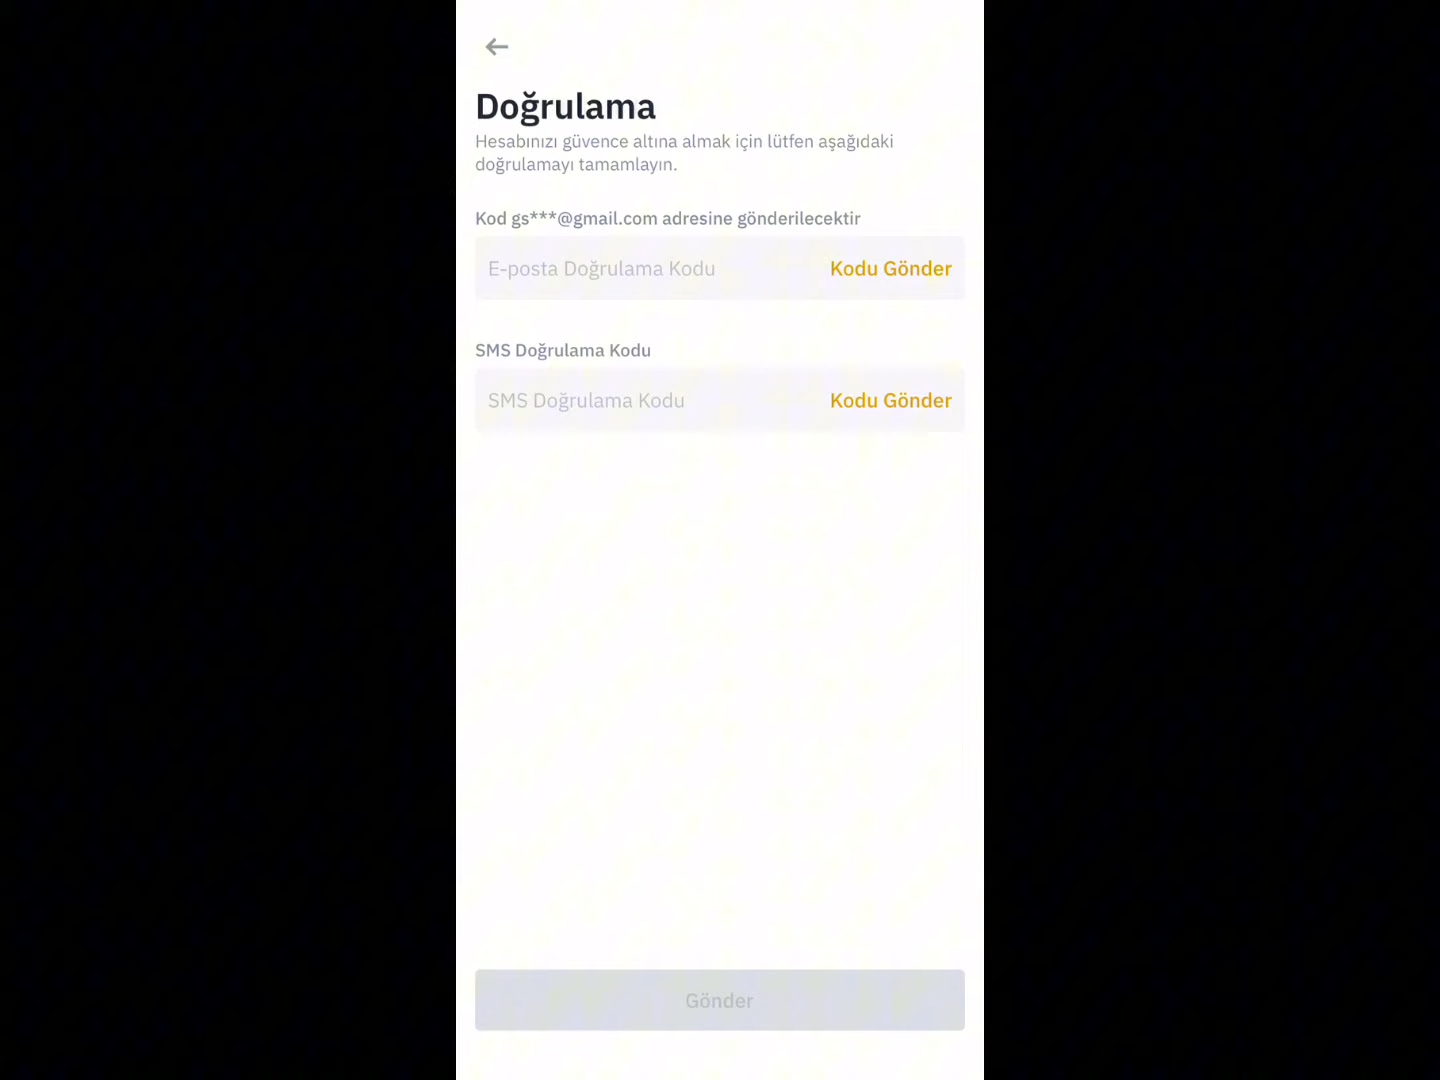 Doğrulama
Hesabınızı güvence altına almak için lütfen aşağıdaki
doğrulamayı tamamlayın.
Kod gs***@gmail.com adresine gönderilecektir
E-posta Doğrulama Kodu Kodu Gönder
SMS Doğrulama Kodu
SMS Doğrulama Kodu Kodu Gönder
Gönder